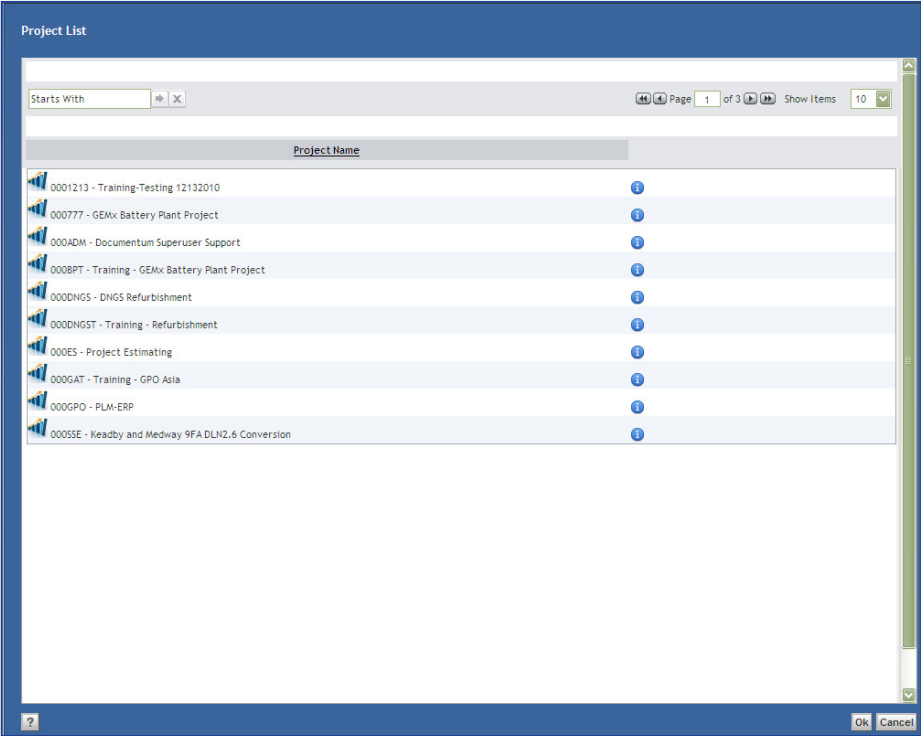 Project List
Starts With
Page 1 of 3 Show Items 10
Project Name
0001213 - Training-Testing 12132010
000777 - GEMx Battery Plant Project
000ADM - Documentum Superuser Support
000BPT - Training - GEMx Battery Plant Project
000DNGS - DNGS Refurbishment
000DNGST - Training - Refurbishment
000ES - Project Estimating
000GAT - Training - GPO Asia
000GPO - PLM-ERP
000SSE - Keadby and Medway 9FA DLN2.6 Conversion
? Ok Cancel